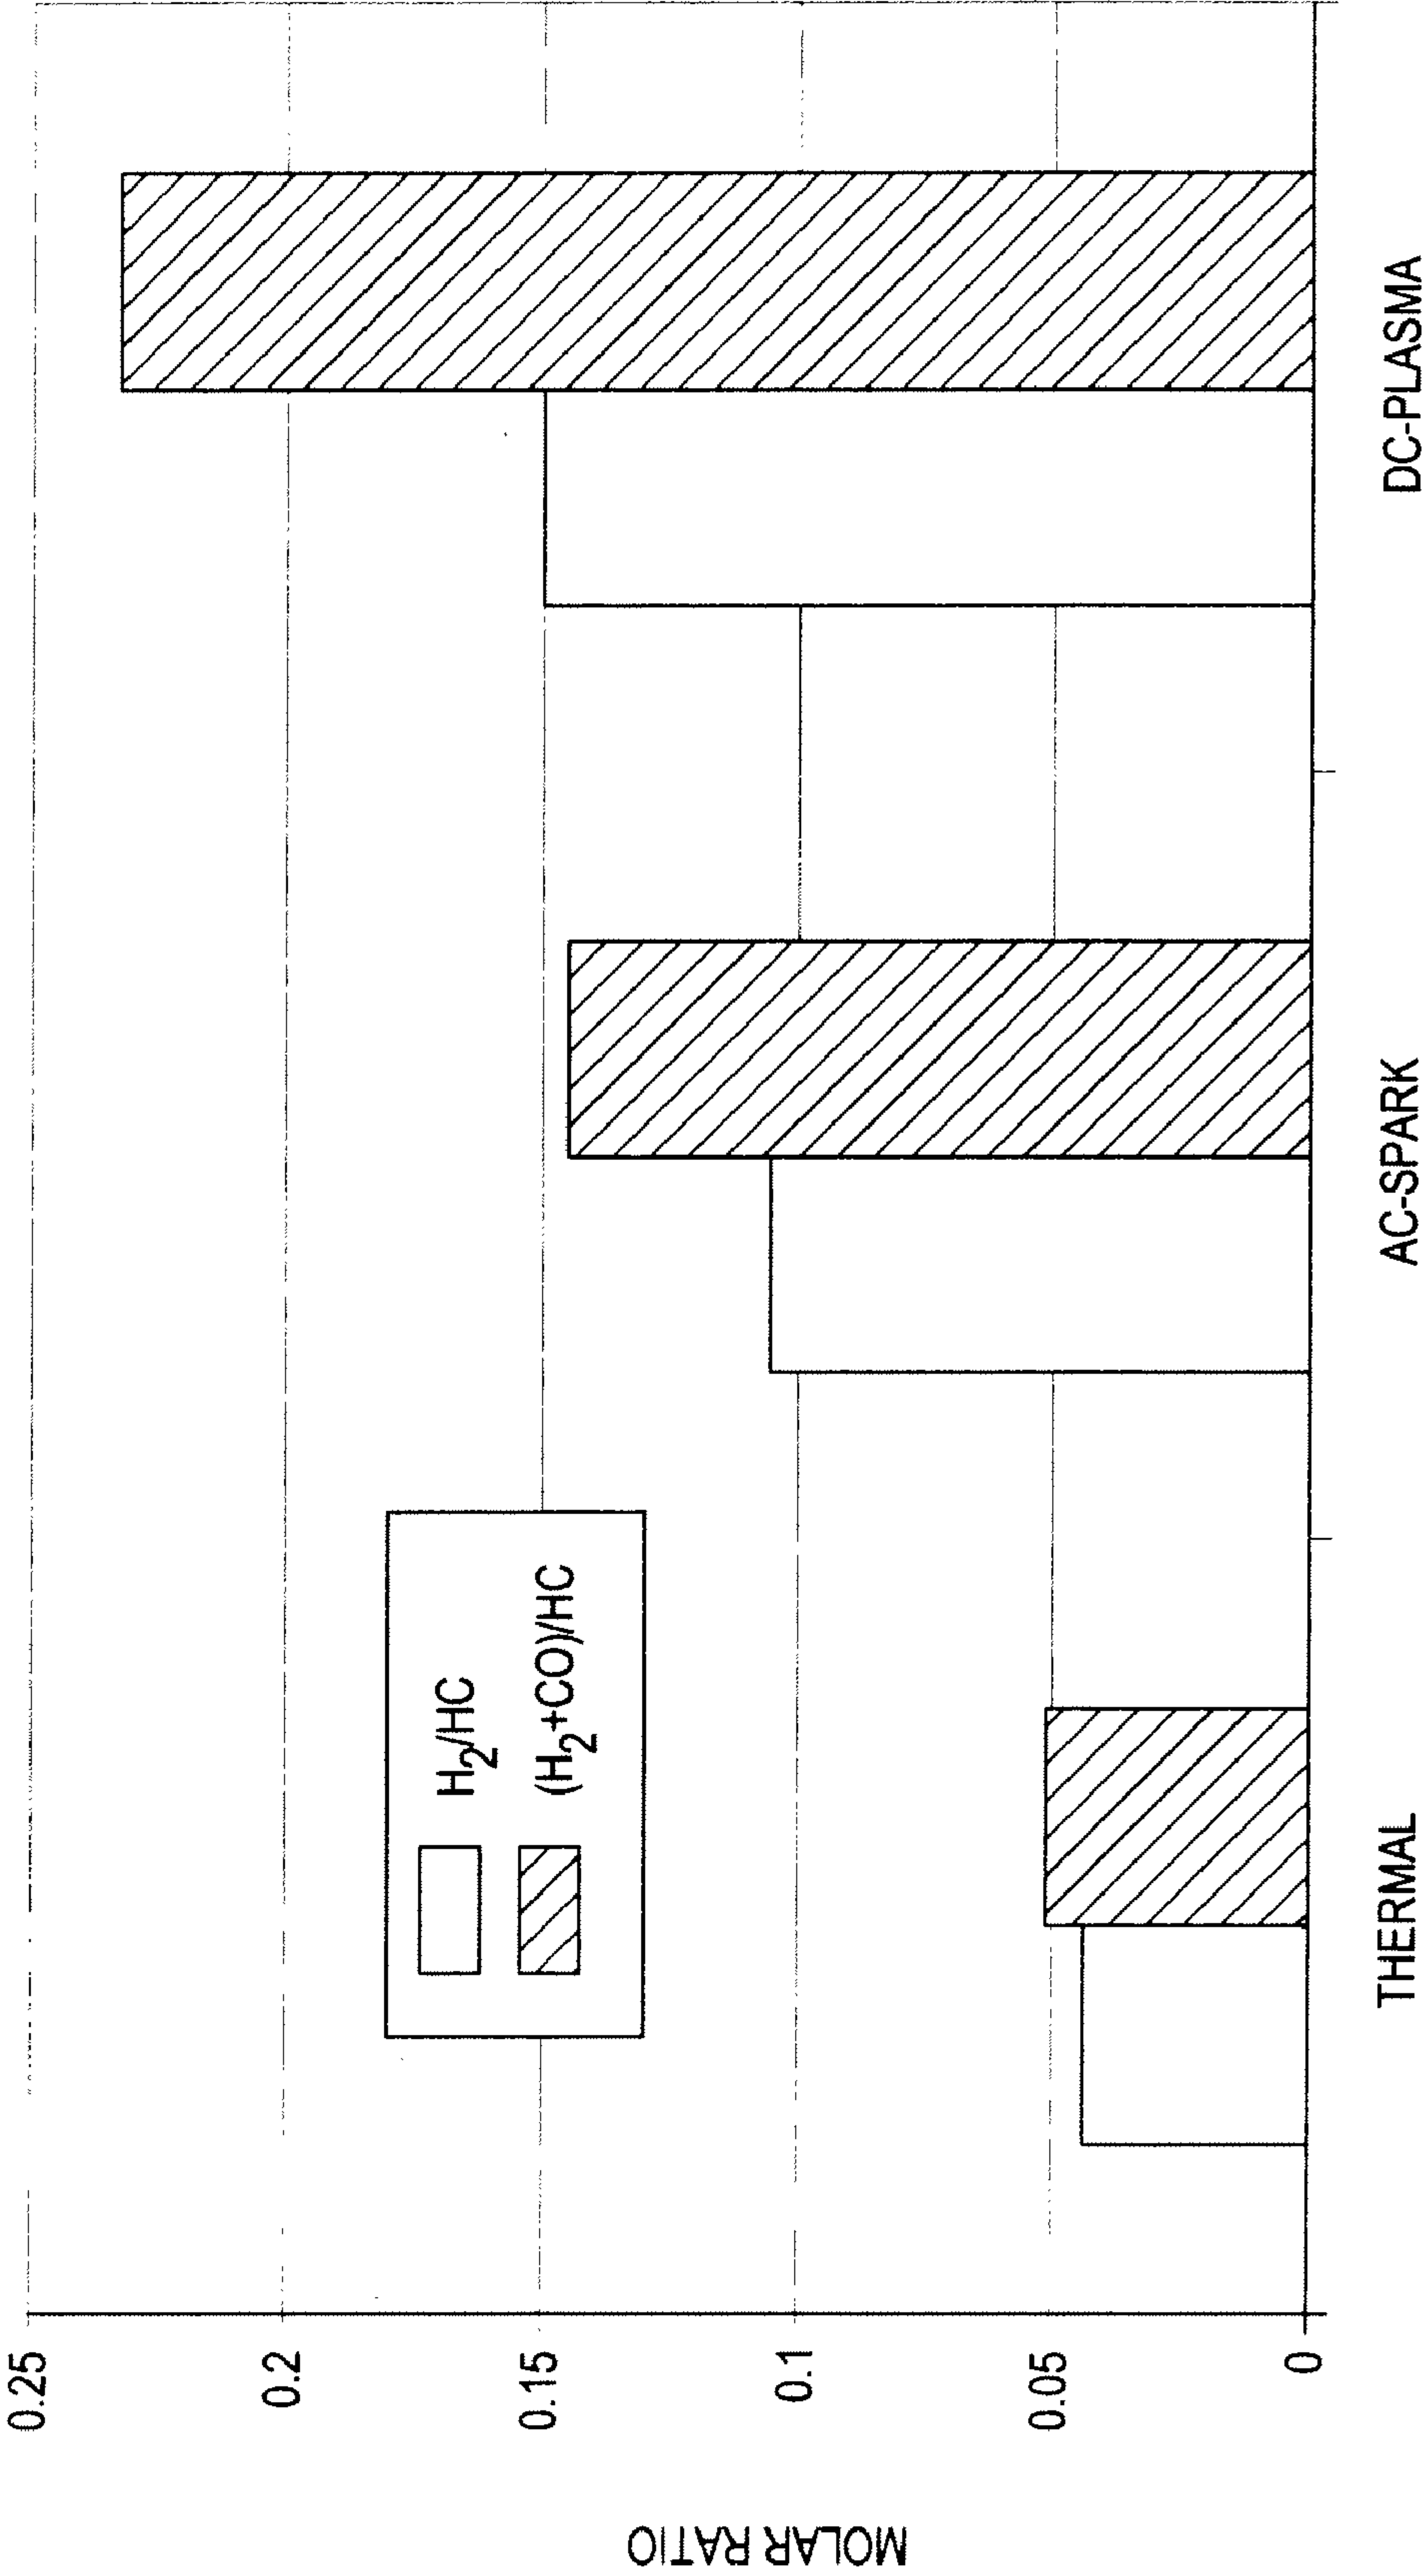 MOLAR RATIO
0.25
0.2
0.15
0.1
0.05
0
H2/HC
(H2+CO)/HC
THERMAL
AC-SPARK
DC-PLASMA